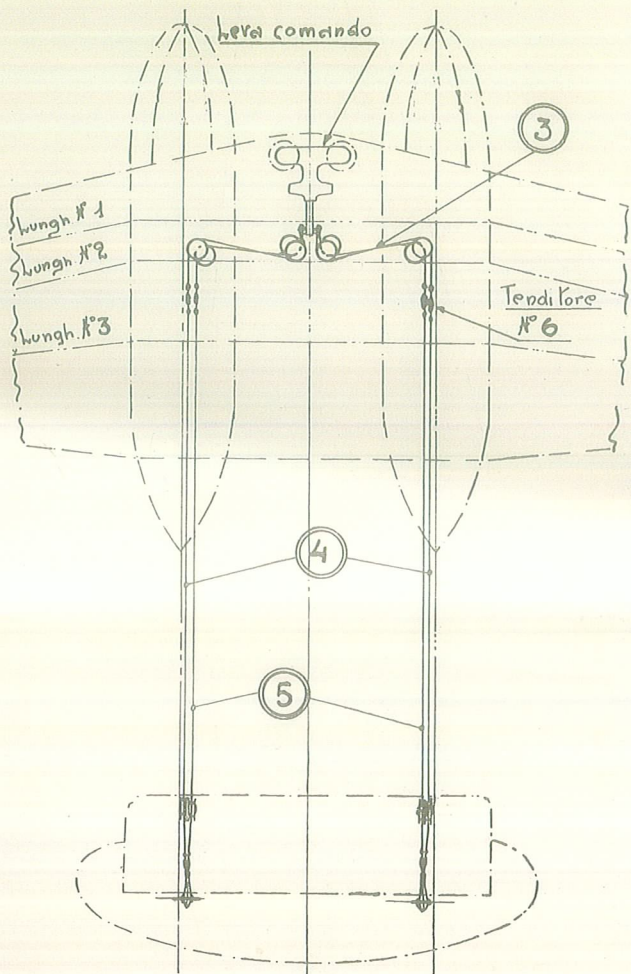 Leva comando
3
Lungh. N° 1
Lungh. N° 2
Tenditore
N° 6
Lungh. N° 3
4
5